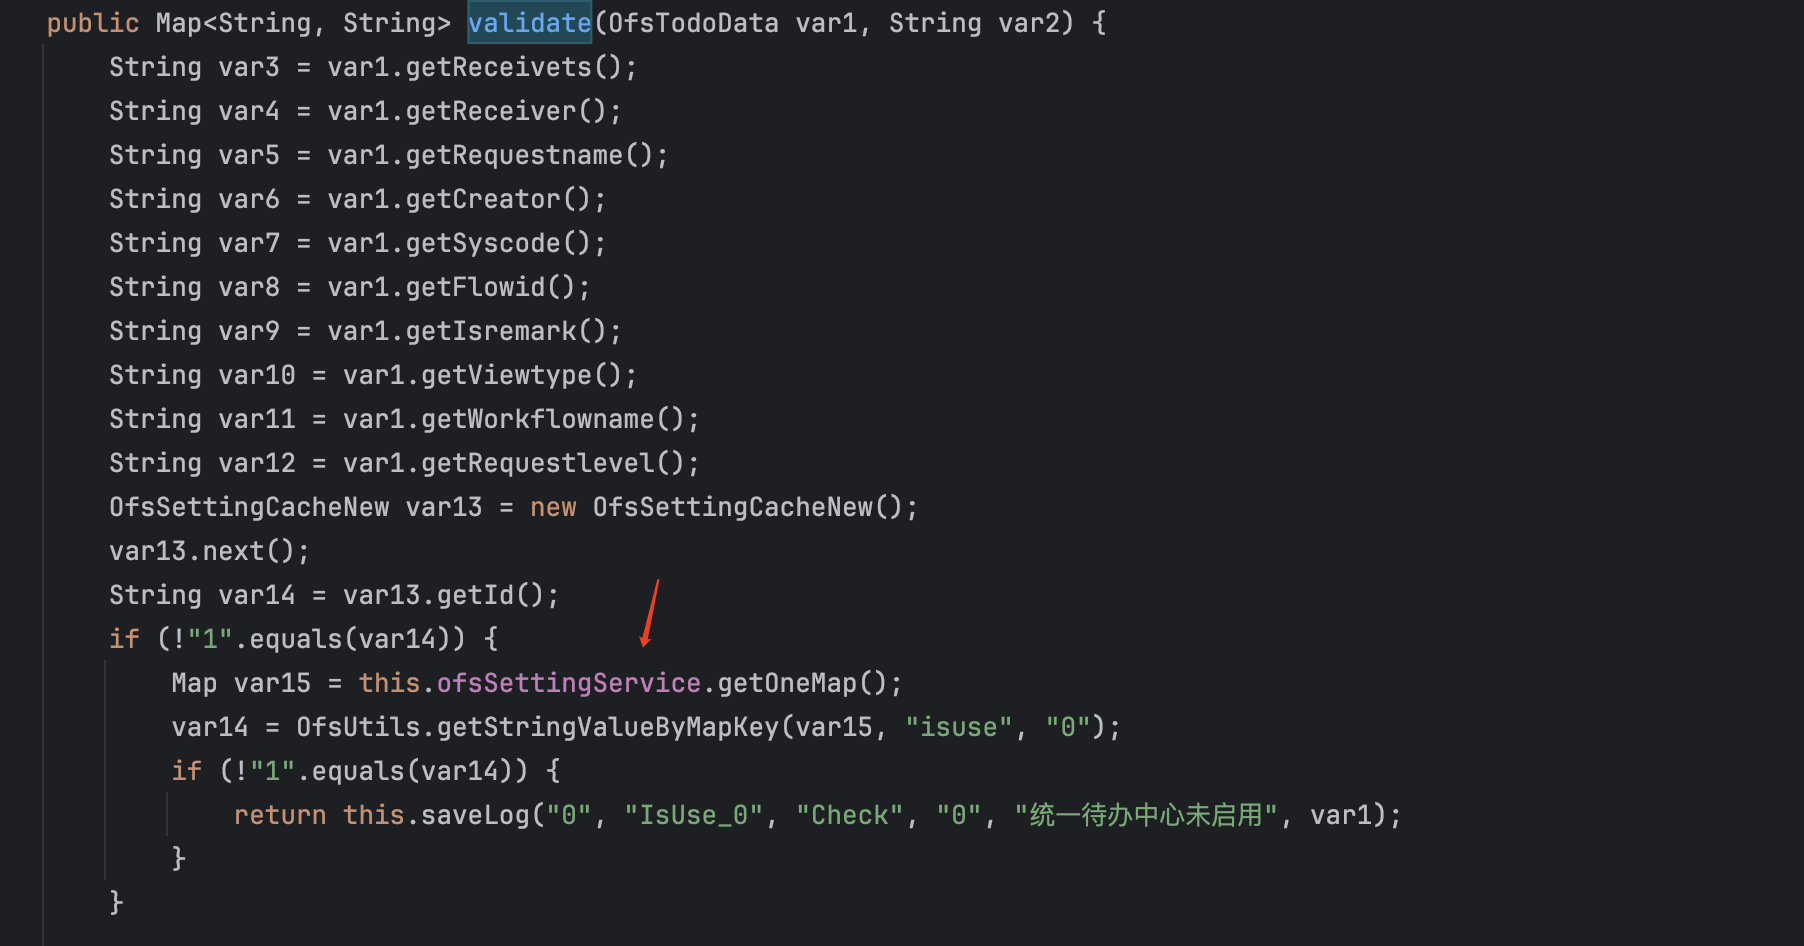 public Map<String, String> validate(OfsTodoData var1, String var2) {
String var3 = var1.getReceivets();
String var4 = var1.getReceiver();
String var5 = var1.getRequestname();
String var6 = var1.getCreator();
String var7 = var1.getSyscode();
String var8 = var1.getFlowid();
String var9 = var1.getIsremark();
String var10 = var1.getViewtype();
String var11 = var1.getWorkflowname();
String var12 = var1.getRequestlevel();
OfsSettingCacheNew var13 = new OfsSettingCacheNew();
var13.next();
String var14 = var13.getId();
if (!"1".equals(var14)) {
Map var15 = this.ofsSettingService.getOneMap();
var14 = OfsUtils.getStringValueByMapKey(var15, "isuse", "0");
if (!"1".equals(var14)) {
return this.saveLog("0", "IsUse_0", "Check", "0", "统一待办中心未启用", var1);
}
}